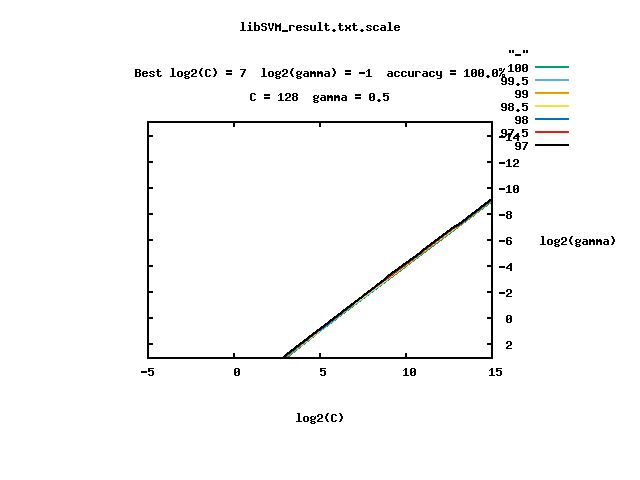 libSVM_result.txt.scale
Best log2(C) = 7  log2(gamma) = -1  accuracy = 100.0%
C = 128  gamma = 0.5
"-"
100
99.5
99
98.5
98
97.5
97
-14
-12
-10
-8
-6
-4
-2
0
2
log2(gamma)
-5 0 5 10 15
log2(C)